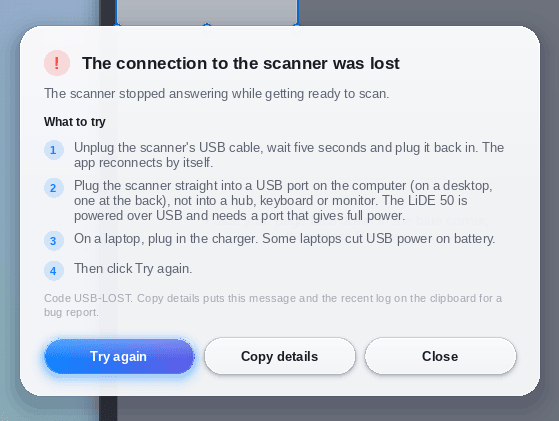 !
The connection to the scanner was lost
The scanner stopped answering while getting ready to scan.
What to try
1 Unplug the scanner's USB cable, wait five seconds and plug it back in. The
app reconnects by itself.
2 Plug the scanner straight into a USB port on the computer (on a desktop,
one at the back), not into a hub, keyboard or monitor. The LiDE 50 is
powered over USB and needs a port that gives full power.
3 On a laptop, plug in the charger. Some laptops cut USB power on battery.
4 Then click Try again.
Code USB-LOST. Copy details puts this message and the recent log on the clipboard for a
bug report.
Try again Copy details Close